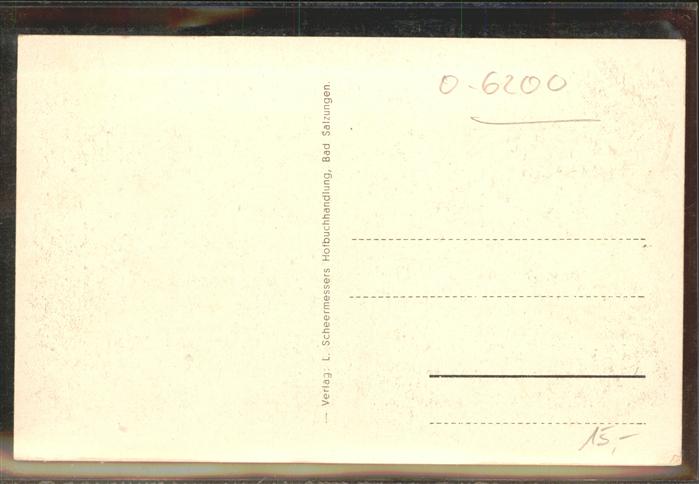 O-6200
— Verlag: L. Scheermessers Hofbuchhandlung, Bad Salzungen.
15,-